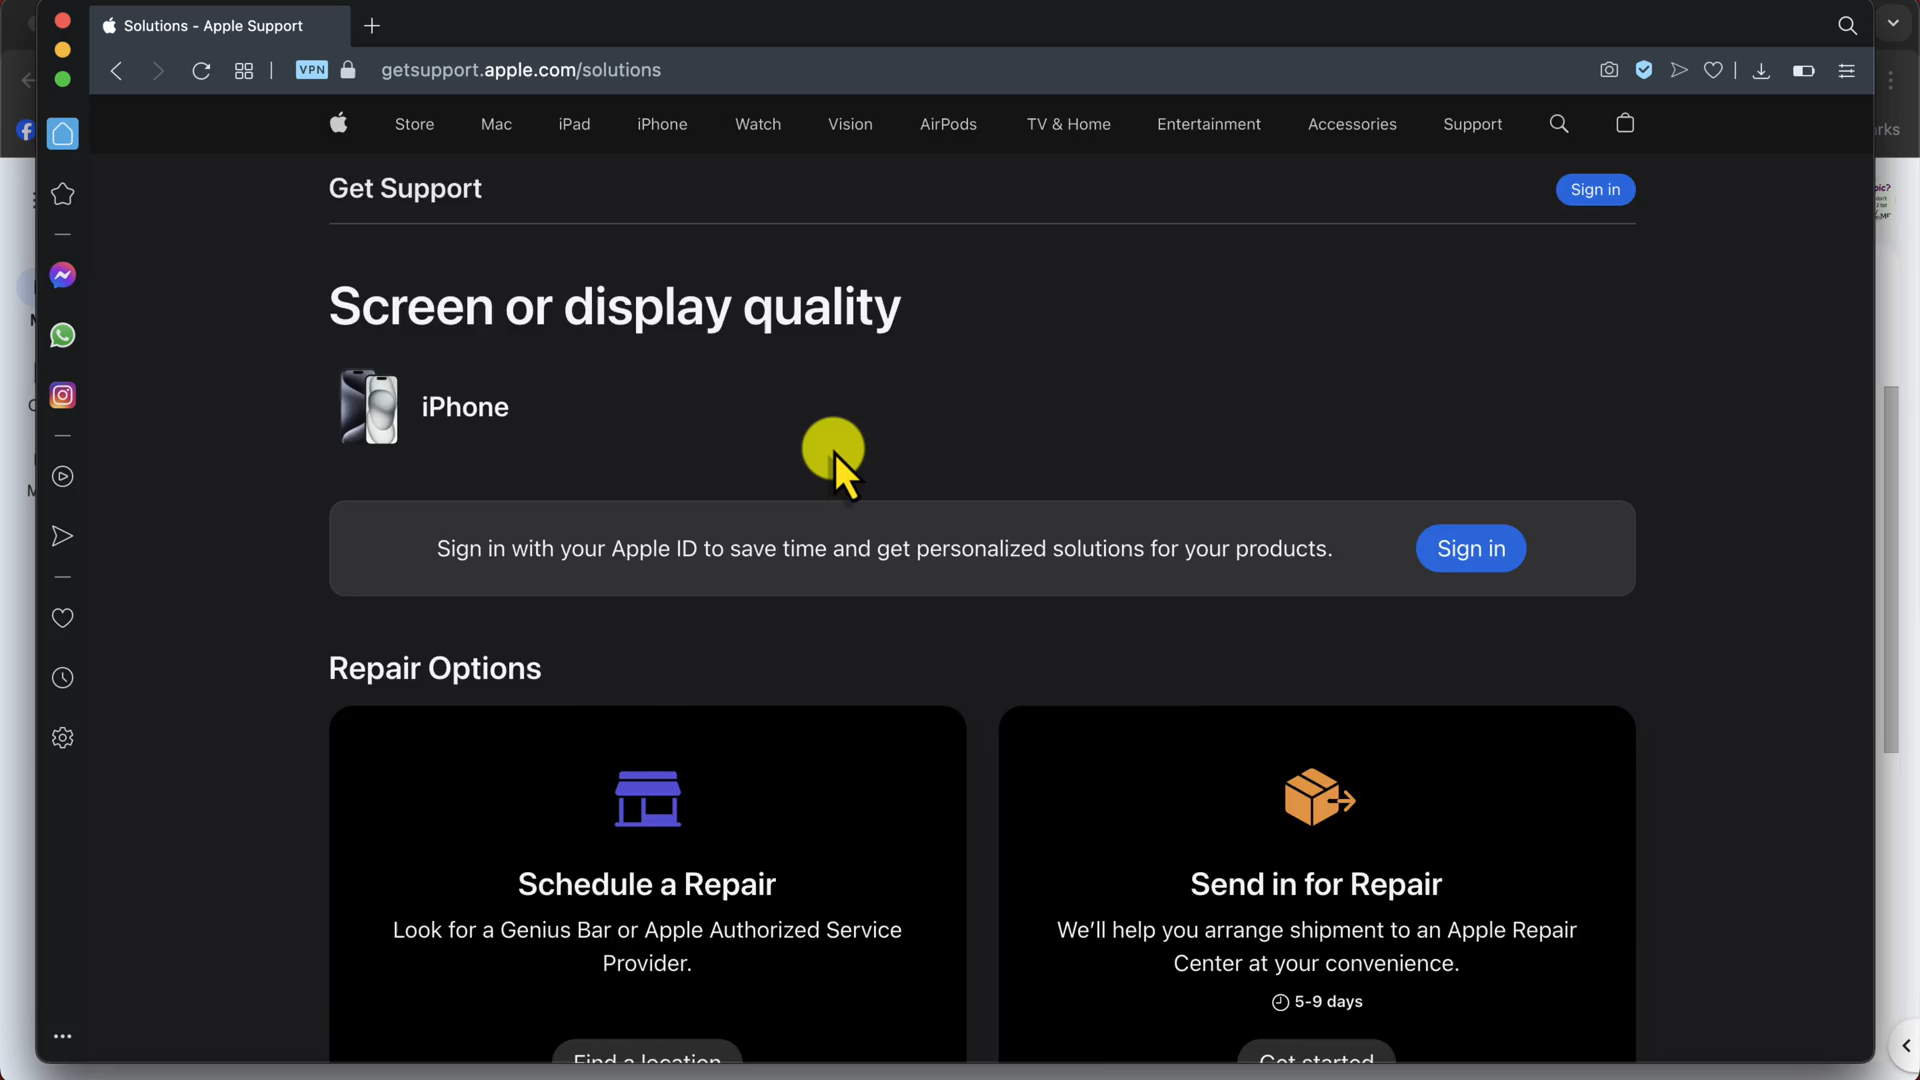 Solutions - Apple Support
VPN
getsupport.apple.com/solutions
Store
Mac
iPad
iPhone
Watch
Vision
AirPods
TV & Home
Entertainment
Accessories
Support
Get Support
Sign in
Screen or display quality
iPhone
Sign in with your Apple ID to save time and get personalized solutions for your products.
Sign in
Repair Options
Schedule a Repair
Look for a Genius Bar or Apple Authorized Service
Provider.
Find a location
Send in for Repair
We'll help you arrange shipment to an Apple Repair
Center at your convenience.
5-9 days
Get started